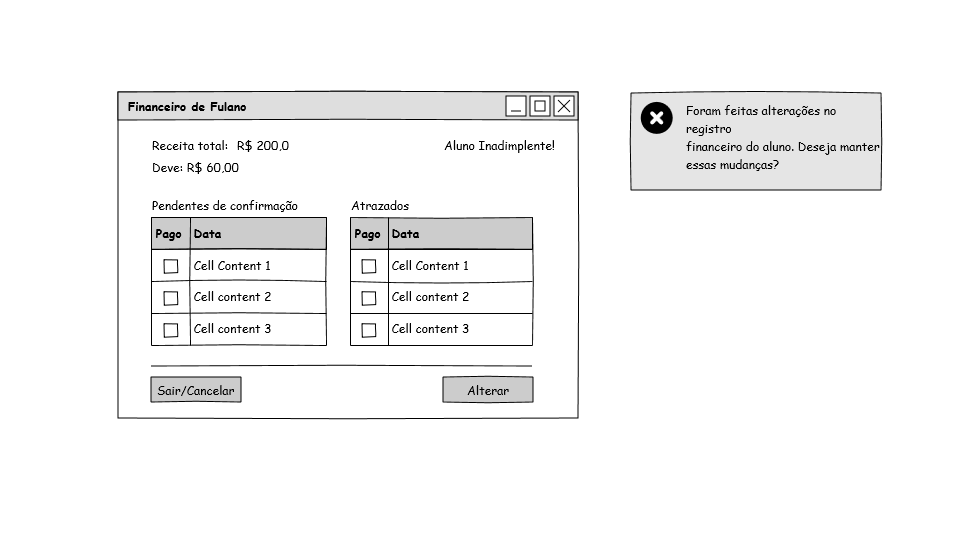 Financeiro de Fulano
Receita total: R$ 200,0
Aluno Inadimplente!
Deve: R$ 60,00
Pendentes de confirmação
Pago Data
Cell Content 1
Cell content 2
Cell content 3
Atrazados
Pago Data
Cell Content 1
Cell content 2
Cell content 3
Sair/Cancelar
Alterar
Foram feitas alterações no
registro
financeiro do aluno. Deseja manter
essas mudanças?